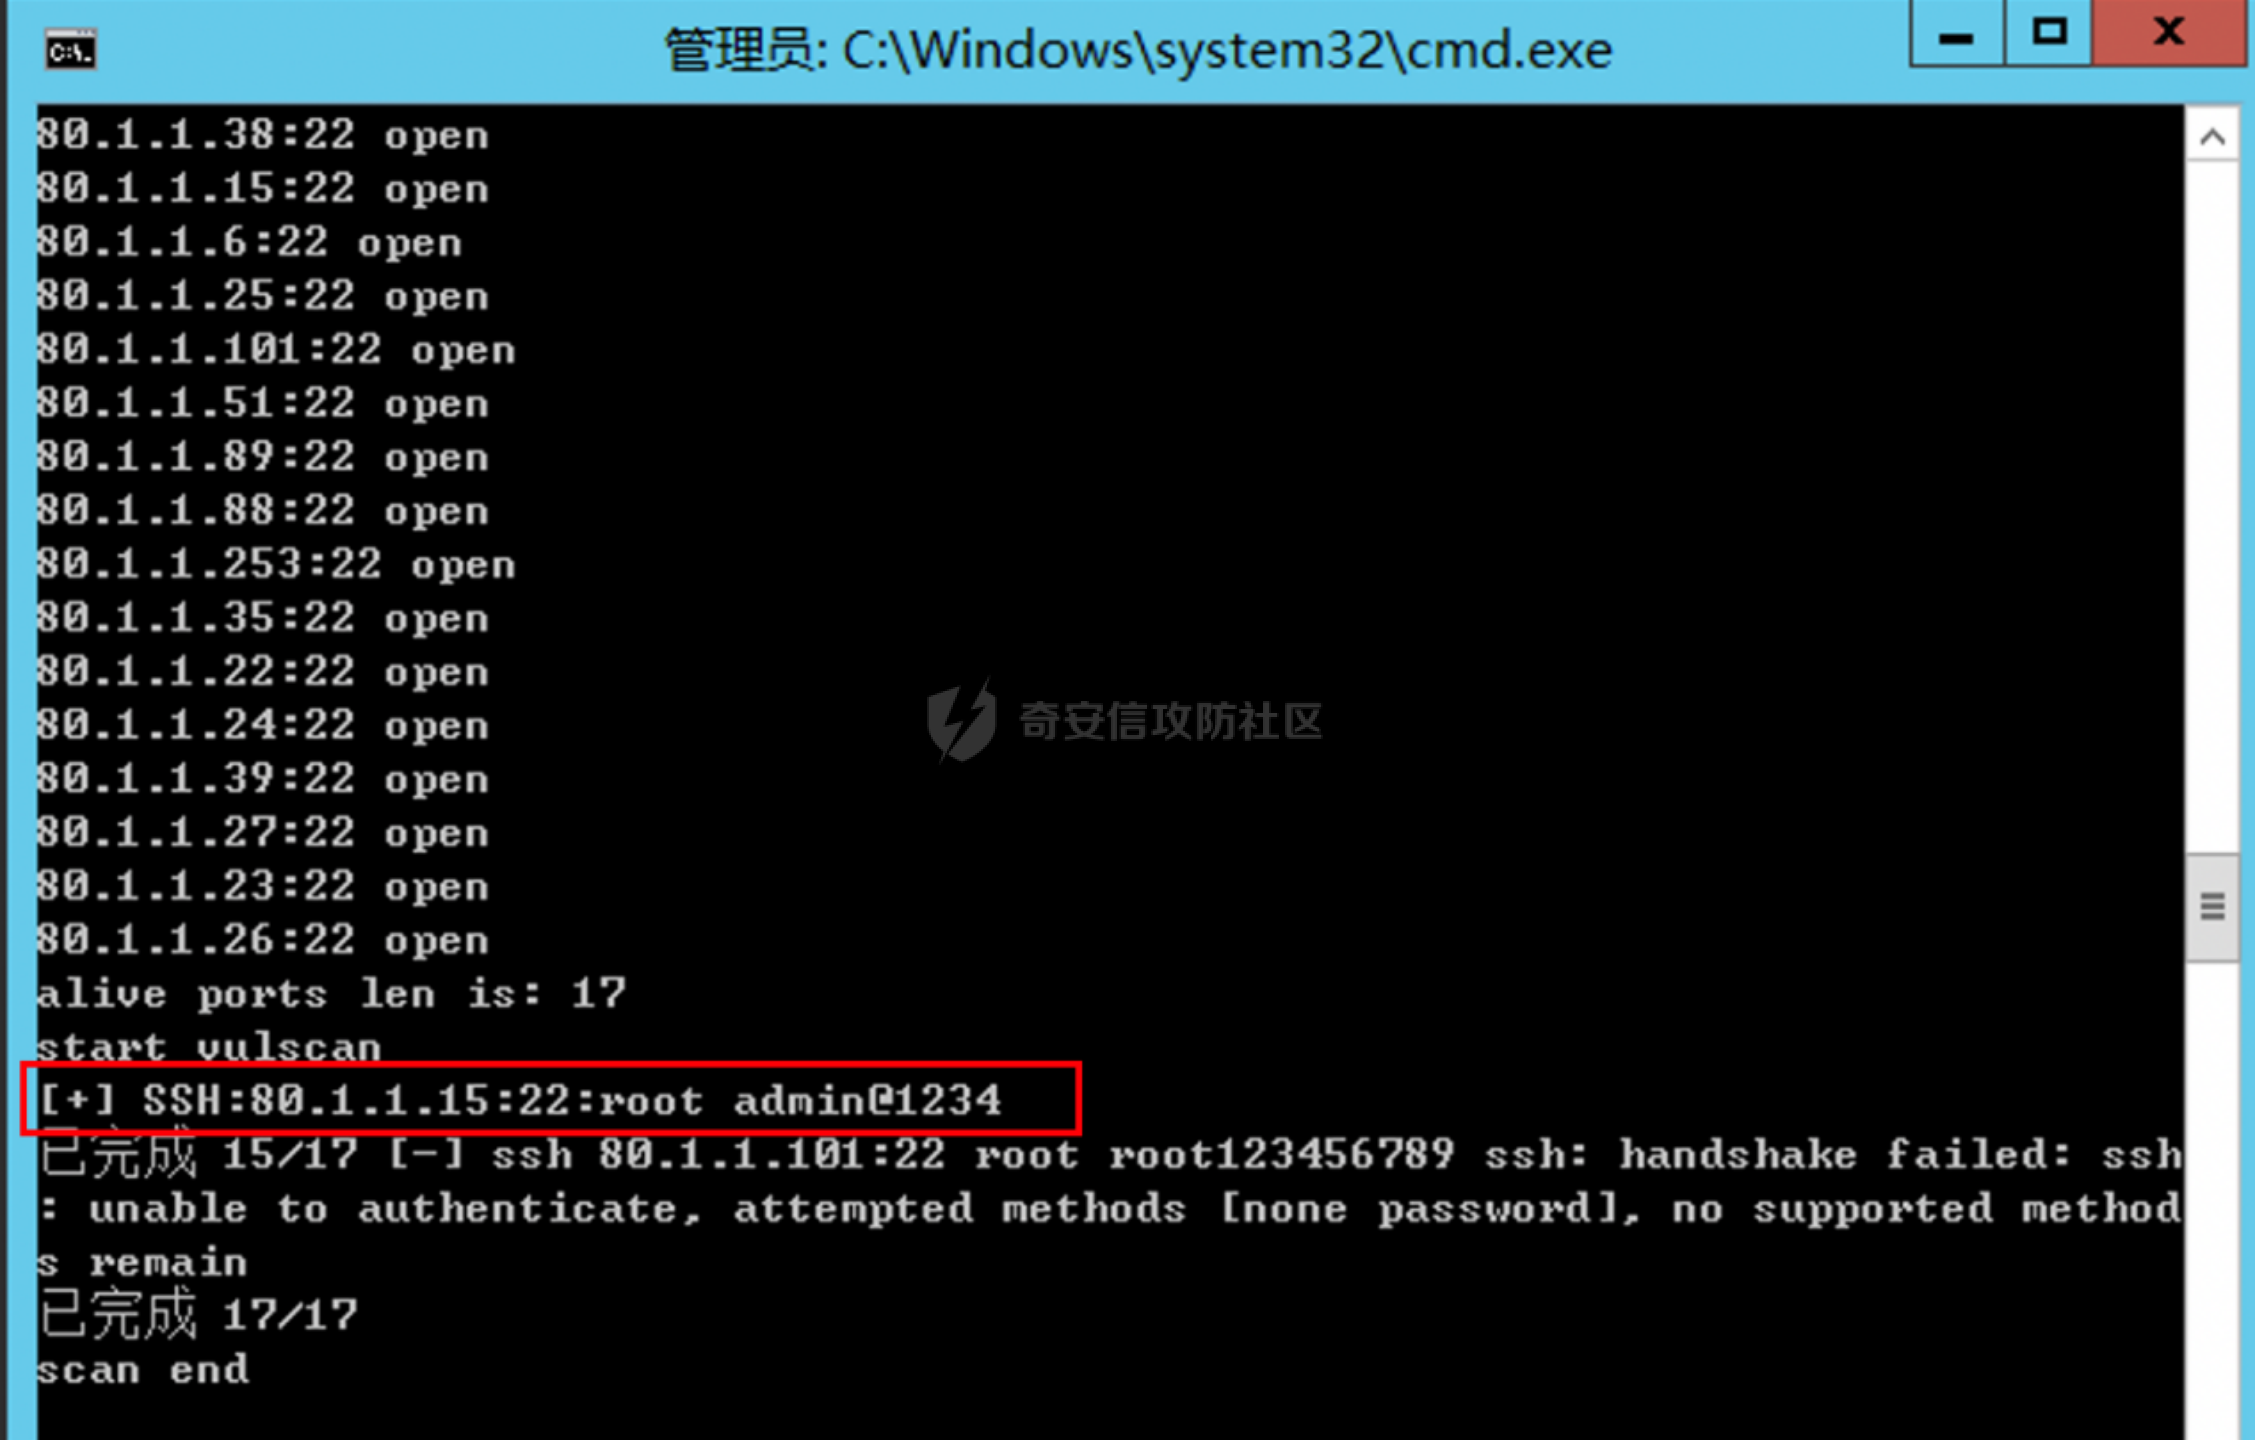 管理员: C:\Windows\system32\cmd.exe
80.1.1.38:22 open
80.1.1.15:22 open
80.1.1.6:22 open
80.1.1.25:22 open
80.1.1.101:22 open
80.1.1.51:22 open
80.1.1.89:22 open
80.1.1.88:22 open
80.1.1.253:22 open
80.1.1.35:22 open
80.1.1.22:22 open
80.1.1.24:22 open
80.1.1.39:22 open
80.1.1.27:22 open
80.1.1.23:22 open
80.1.1.26:22 open
alive ports len is: 17
start vulscan
[+] SSH:80.1.1.15:22:root admin@1234
已完成 15/17 [-] ssh 80.1.1.101:22 root root123456789 ssh: handshake failed: ssh
: unable to authenticate, attempted methods [none password], no supported method
s remain
已完成 17/17
scan end
奇安信攻防社区